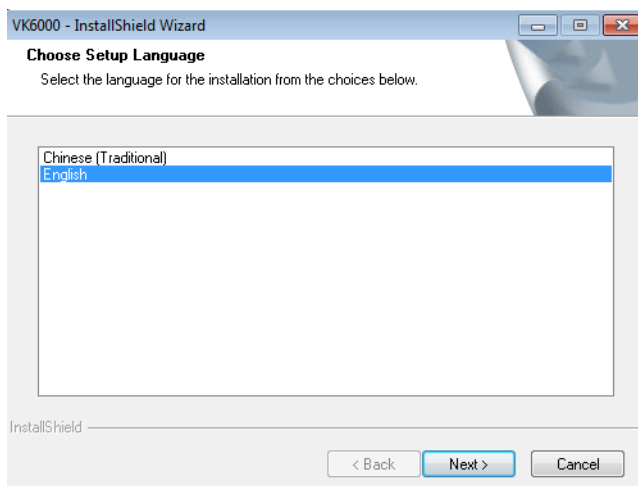 VK6000 - InstallShield Wizard
Choose Setup Language
Select the language for the installation from the choices below.
Chinese (Traditional)
English
InstallShield
< Back
Next >
Cancel